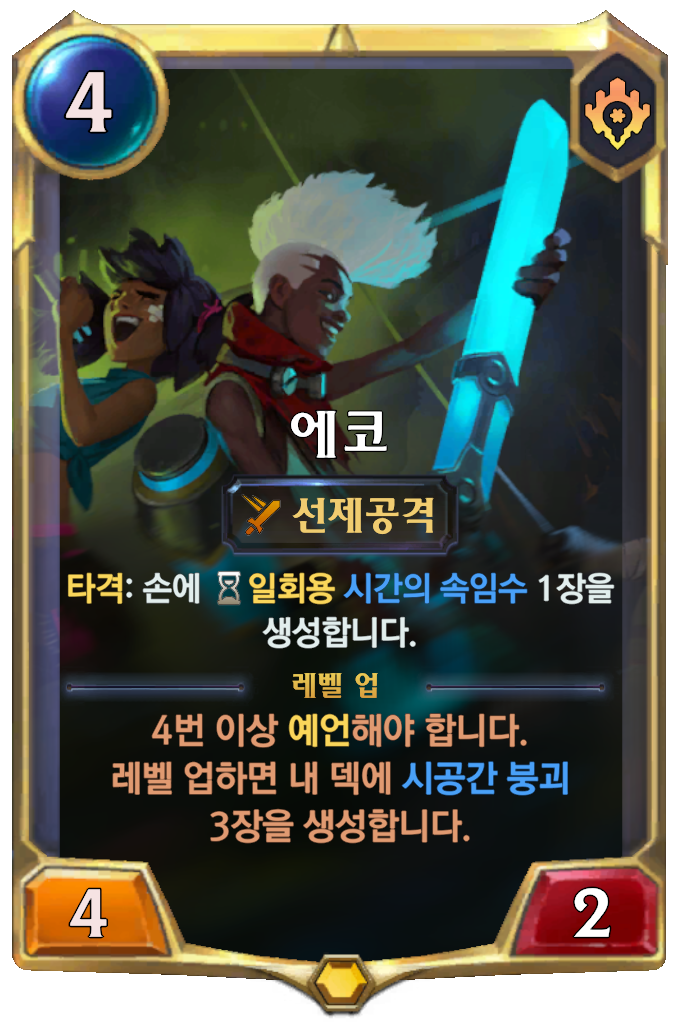 4
에코
선제공격
타격: 손에 일회용 시간의 속임수 1장을
생성합니다.
레벨 업
4번 이상 예언해야 합니다.
레벨 업하면 내 덱에 시공간 붕괴
3장을 생성합니다.
4
2